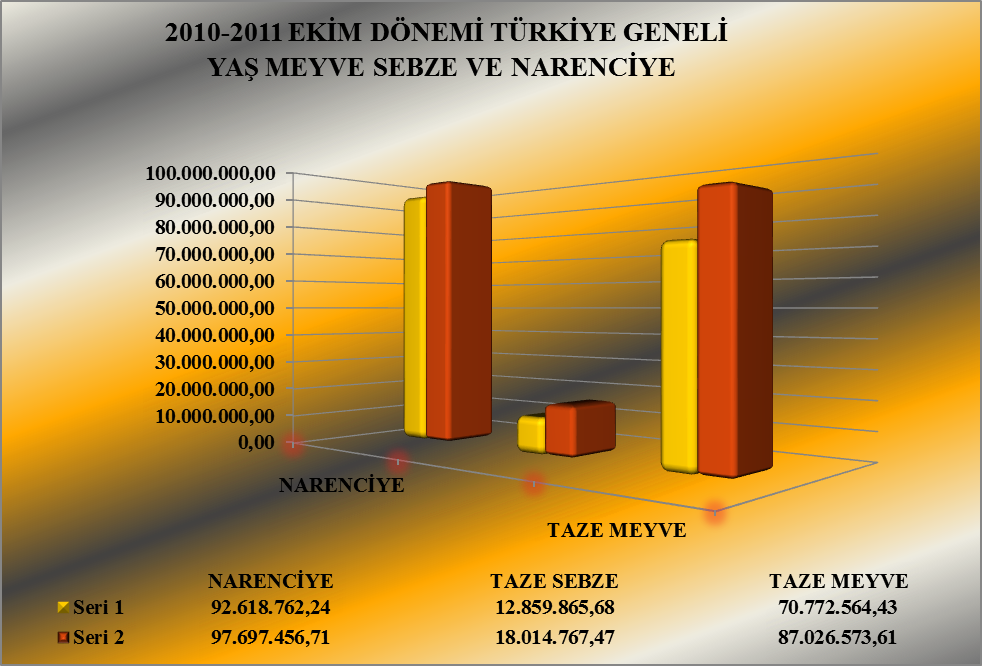 2010-2011 EKİM DÖNEMİ TÜRKİYE GENELİ
YAŞ MEYVE SEBZE VE NARENCİYE
100.000.000,00
90.000.000,00
80.000.000,00
70.000.000,00
60.000.000,00
50.000.000,00
40.000.000,00
30.000.000,00
20.000.000,00
10.000.000,00
0,00
NARENCİYE
TAZE MEYVE
NARENCİYE TAZE SEBZE TAZE MEYVE
Seri 1 92.618.762,24 12.859.865,68 70.772.564,43
Seri 2 97.697.456,71 18.014.767,47 87.026.573,61